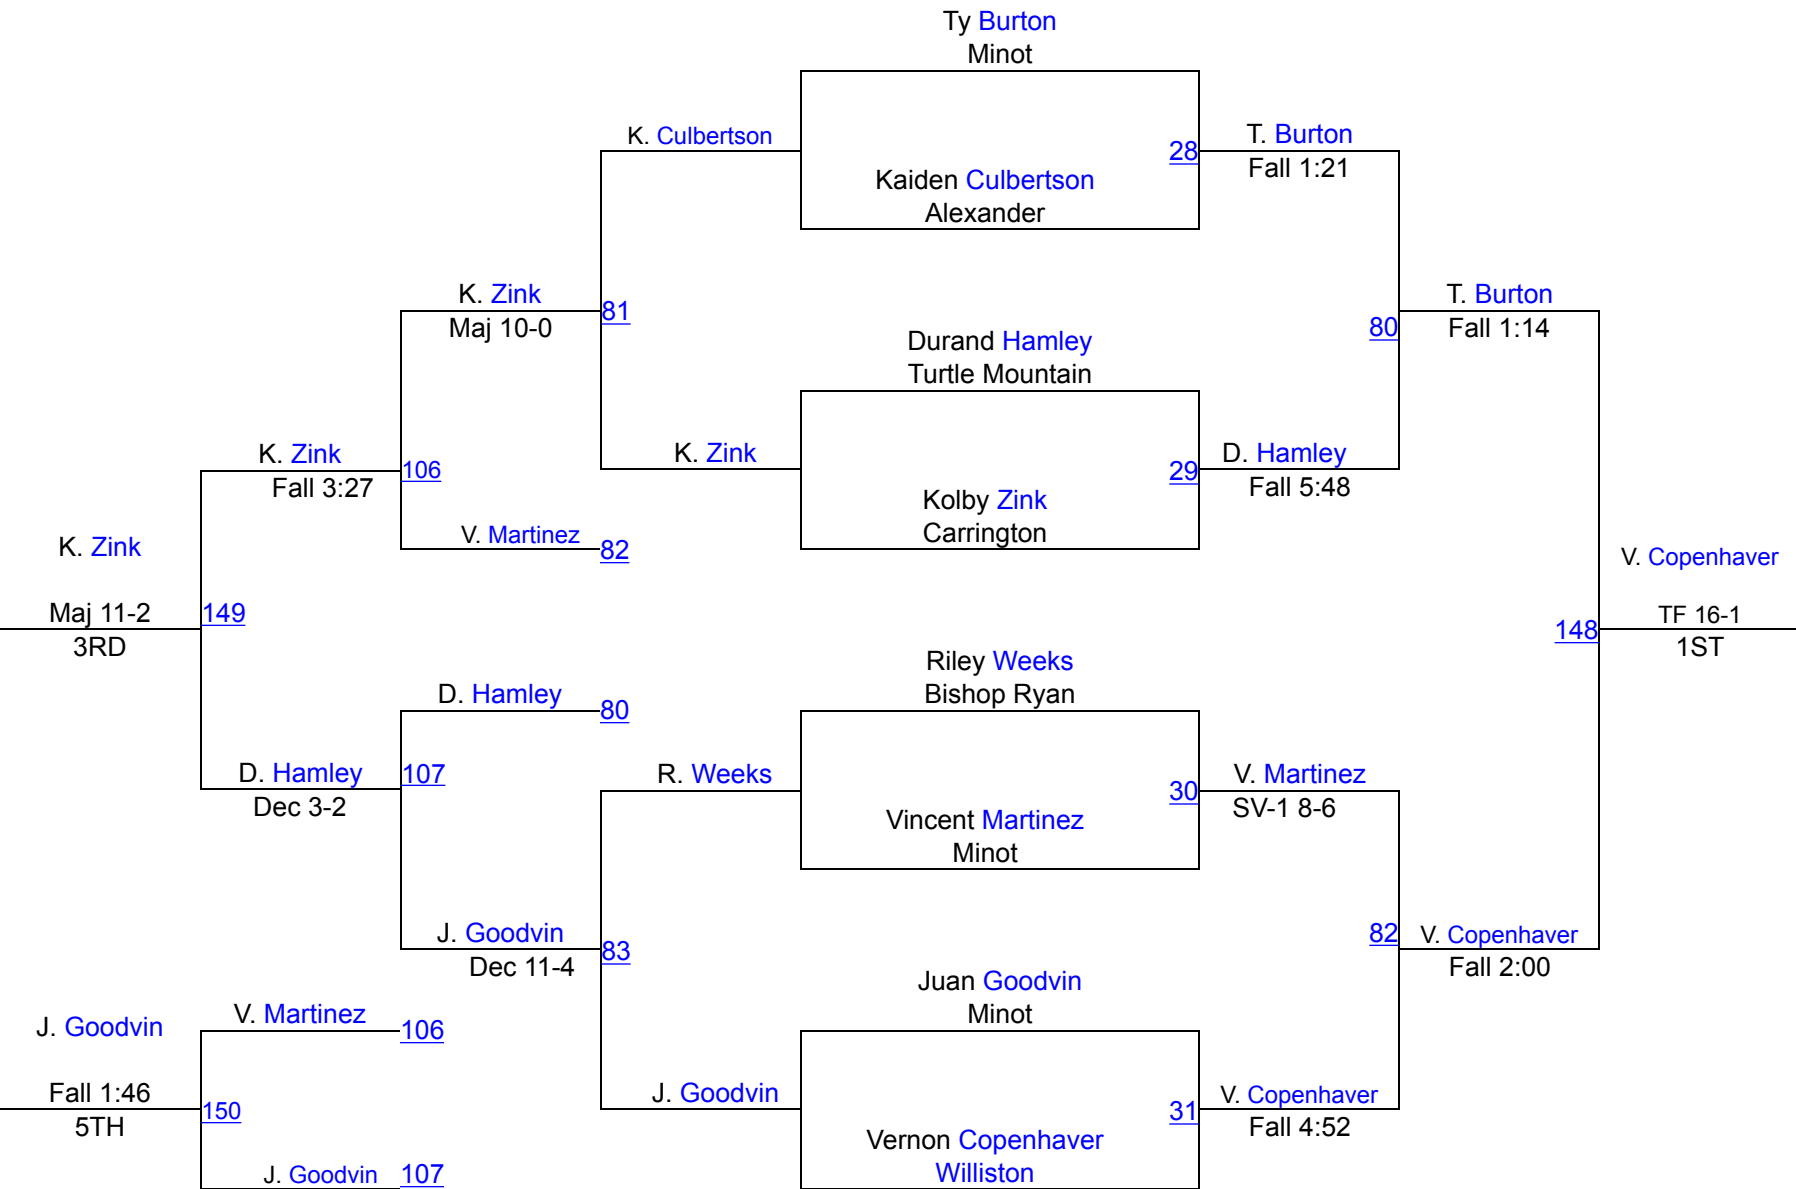 Ty Burton
Minot
K. Culbertson
28
T. Burton
Fall 1:21
Kaiden Culbertson
Alexander
K. Zink
Maj 10-0
81
T. Burton
Fall 1:14
80
Durand Hamley
Turtle Mountain
K. Zink
Fall 3:27
106
K. Zink
29
D. Hamley
Fall 5:48
Kolby Zink
Carrington
V. Martinez
82
K. Zink
Maj 11-2
3RD
149
V. Copenhaver
TF 16-1
1ST
148
Riley Weeks
Bishop Ryan
D. Hamley
80
D. Hamley
Dec 3-2
107
R. Weeks
30
V. Martinez
SV-1 8-6
Vincent Martinez
Minot
J. Goodvin
Dec 11-4
83
82
V. Copenhaver
Fall 2:00
Juan Goodvin
Minot
V. Martinez
106
J. Goodvin
Fall 1:46
5TH
150
J. Goodvin
31
V. Copenhaver
Fall 4:52
Vernon Copenhaver
Williston
J. Goodvin
107